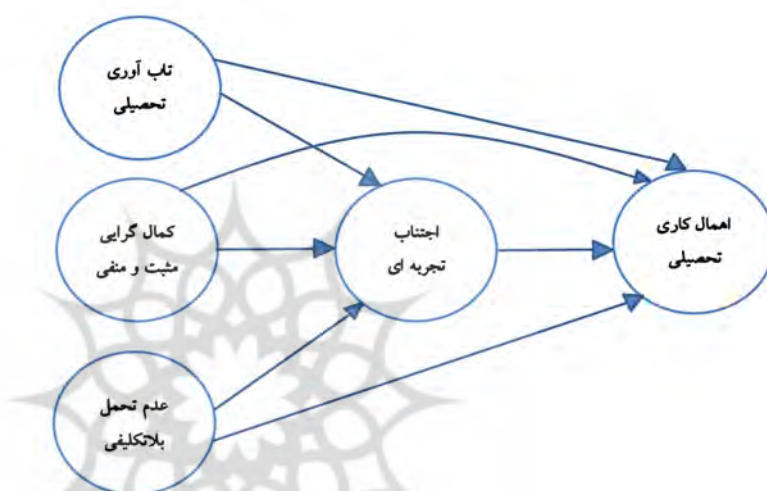 تاب آوری
تحصیلی
کمال گرایی
مثبت و منفی
عدم تحمل
بلاتکلیفی
اجتناب
تجربه ای
اهمال کاری
تحصیلی